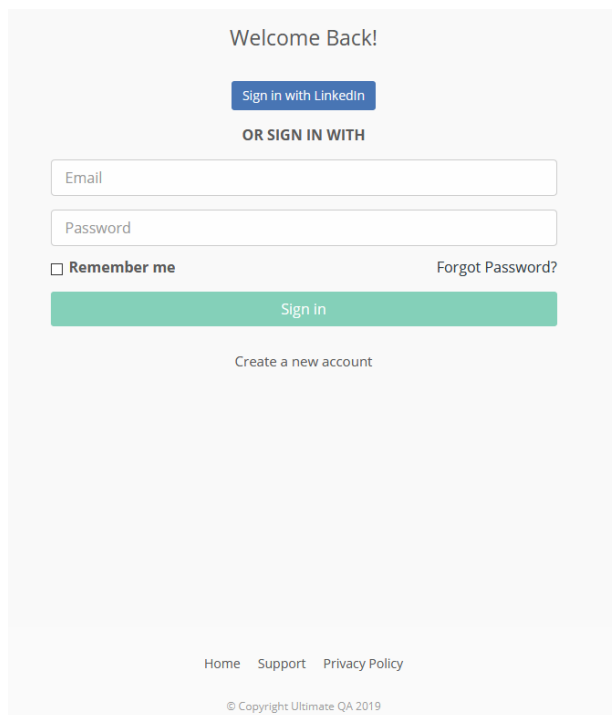 Welcome Back!
Sign in with LinkedIn
OR SIGN IN WITH
Email
Password
Remember me Forgot Password?
Sign in
Create a new account
Home Support Privacy Policy
© Copyright Ultimate QA 2019